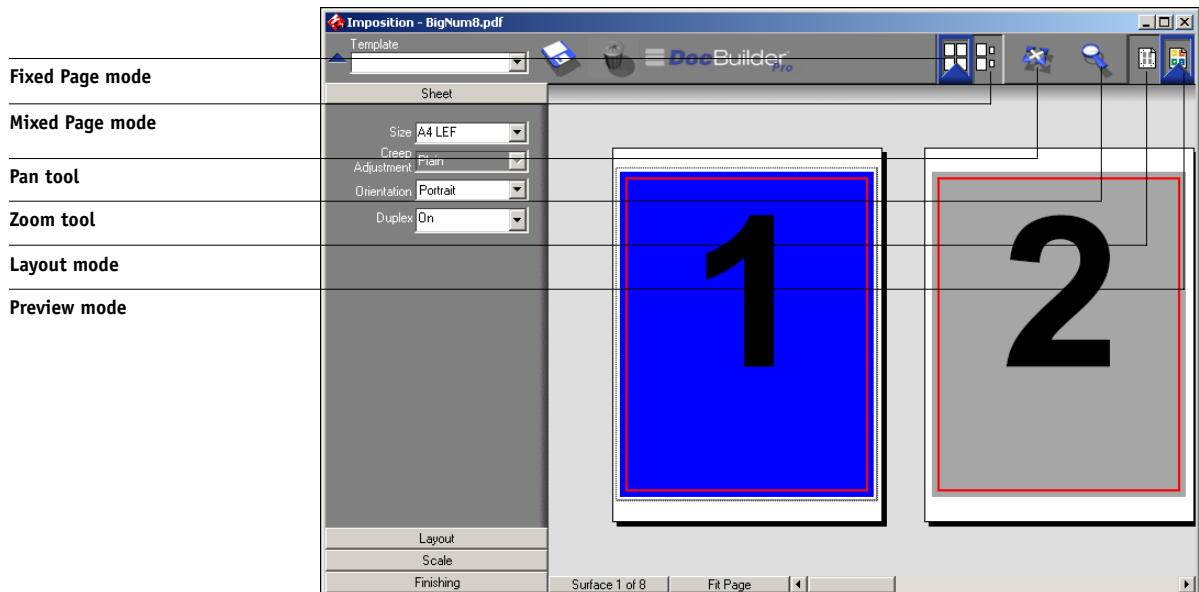 Fixed Page mode
Mixed Page mode
Pan tool
Zoom tool
Layout mode
Preview mode
Imposition - BigNum8.pdf
Template
DocBuilder Pro
Sheet
Size A4 LEF
Creep Adjustment Plain
Orientation Portrait
Duplex On
1
2
Layout
Scale
Finishing
Surface 1 of 8
Fit Page